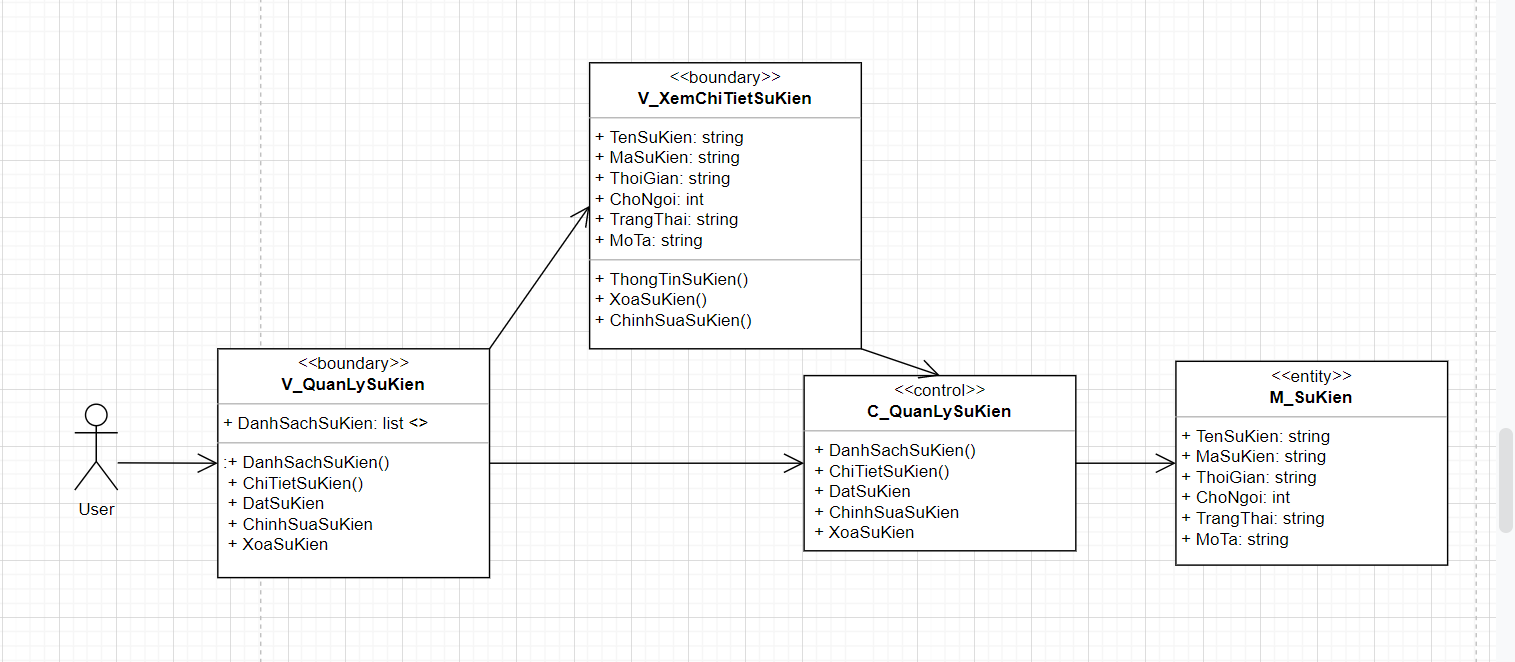 <<boundary>>
V_XemChiTietSuKien
+ TenSuKien: string
+ MaSuKien: string
+ ThoiGian: string
+ ChoNgoi: int
+ TrangThai: string
+ MoTa: string
+ ThongTinSuKien()
+ XoaSuKien()
+ ChinhSuaSuKien()
User
<<boundary>>
V_QuanLySuKien
+ DanhSachSuKien: list <>
:+ DanhSachSuKien()
+ ChiTietSuKien()
+ DatSuKien
+ ChinhSuaSuKien
+ XoaSuKien
<<control>>
C_QuanLySuKien
+ DanhSachSuKien()
+ ChiTietSuKien()
+ DatSuKien
+ ChinhSuaSuKien
+ XoaSuKien
<<entity>>
M_SuKien
+ TenSuKien: string
+ MaSuKien: string
+ ThoiGian: string
+ ChoNgoi: int
+ TrangThai: string
+ MoTa: string